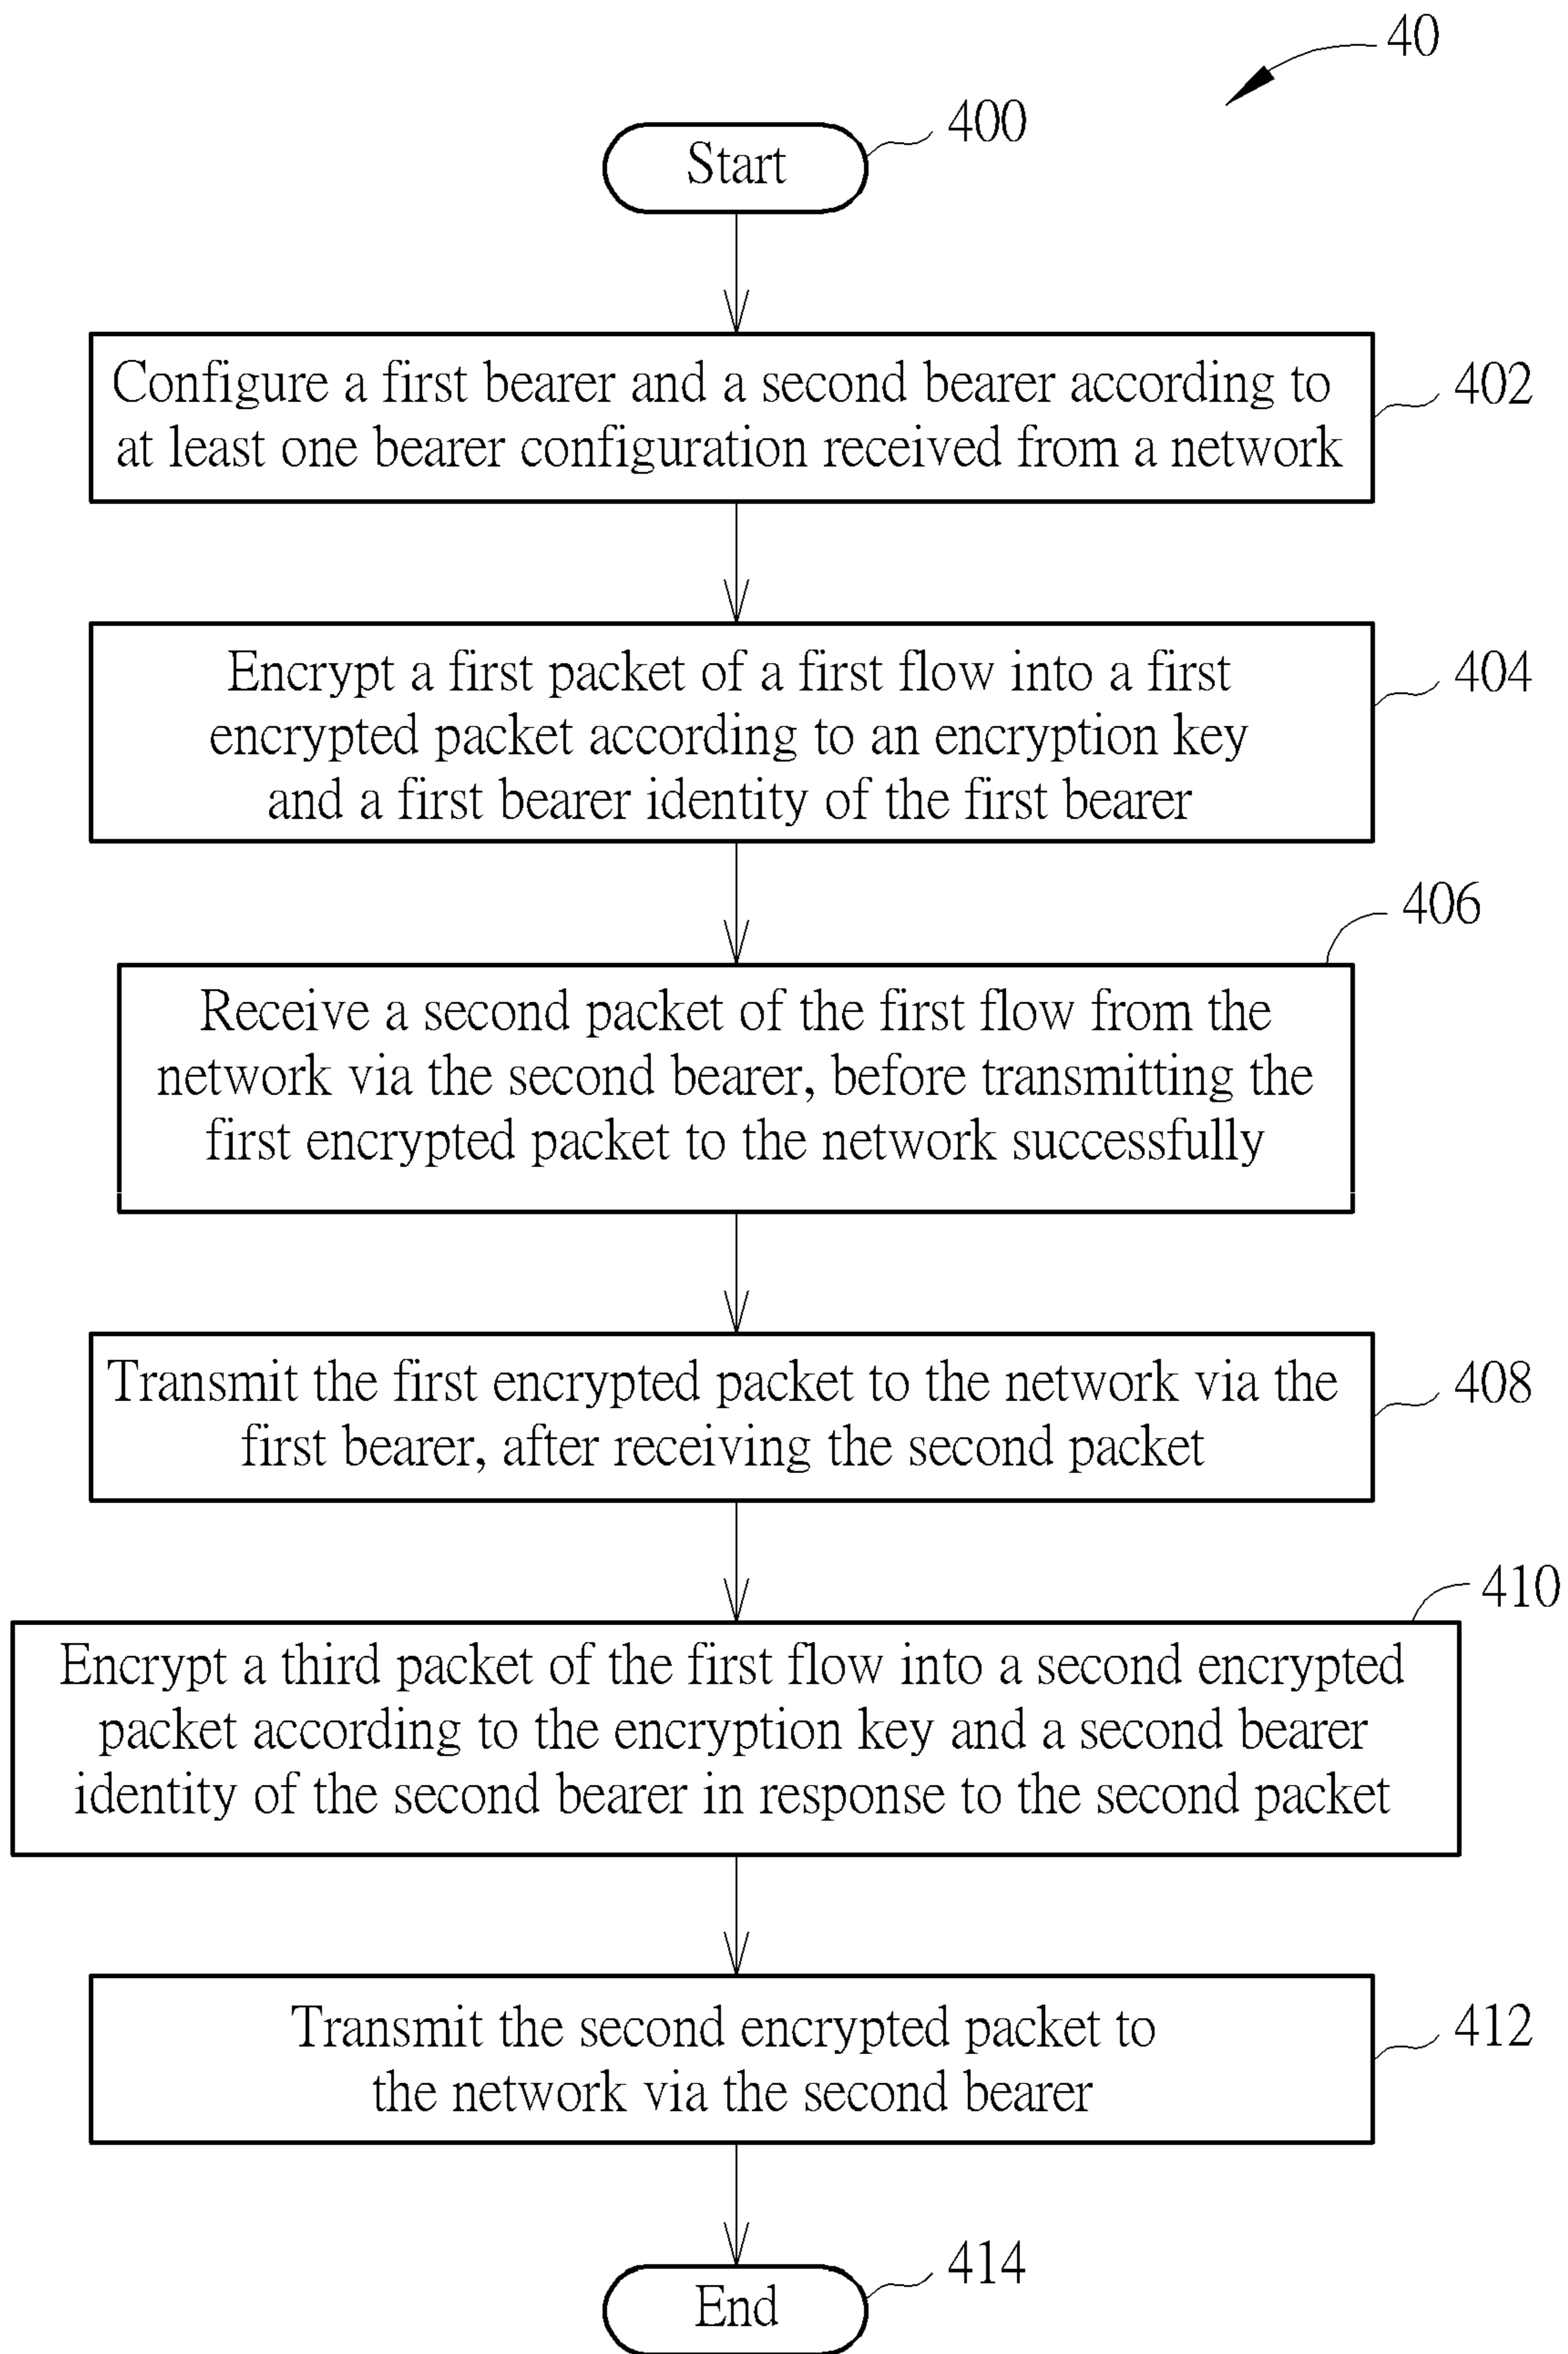 40
400
Start
Configure a first bearer and a second bearer according to
at least one bearer configuration received from a network
402
Encrypt a first packet of a first flow into a first
encrypted packet according to an encryption key
and a first bearer identity of the first bearer
404
406
Receive a second packet of the first flow from the
network via the second bearer, before transmitting the
first encrypted packet to the network successfully
Transmit the first encrypted packet to the network via the
first bearer, after receiving the second packet
408
410
Encrypt a third packet of the first flow into a second encrypted
packet according to the encryption key and a second bearer
identity of the second bearer in response to the second packet
Transmit the second encrypted packet to
the network via the second bearer
412
414
End